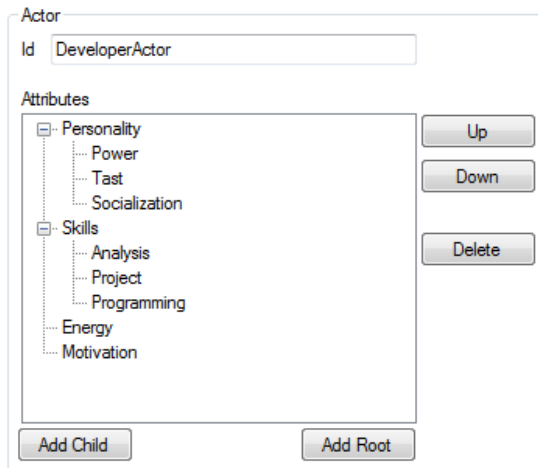 Actor
Id DeveloperActor
Attributes
Personality
Up
Power
Tast
Down
Socialization
Skills
Analysis
Delete
Project
Programming
Energy
Motivation
Add Child Add Root